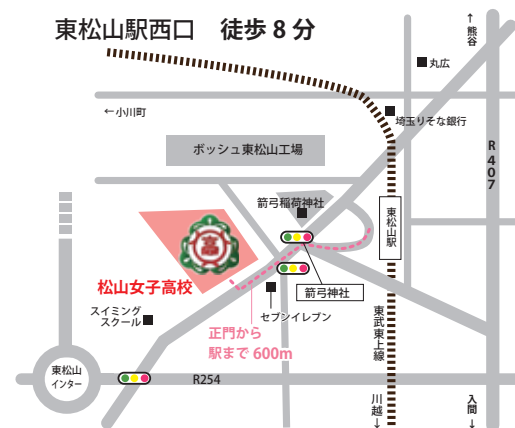 東松山駅西口　徒歩 8 分
↑熊谷
丸広
←小川町
埼玉りそな銀行
ボッシュ東松山工場
R407
箭弓稲荷神社
東松山駅
高
松山女子高校
箭弓神社
スイミング
スクール
セブンイレブン
正門から
駅まで 600m
東武東上線
東松山
インター
R254
川越↓
入間↓